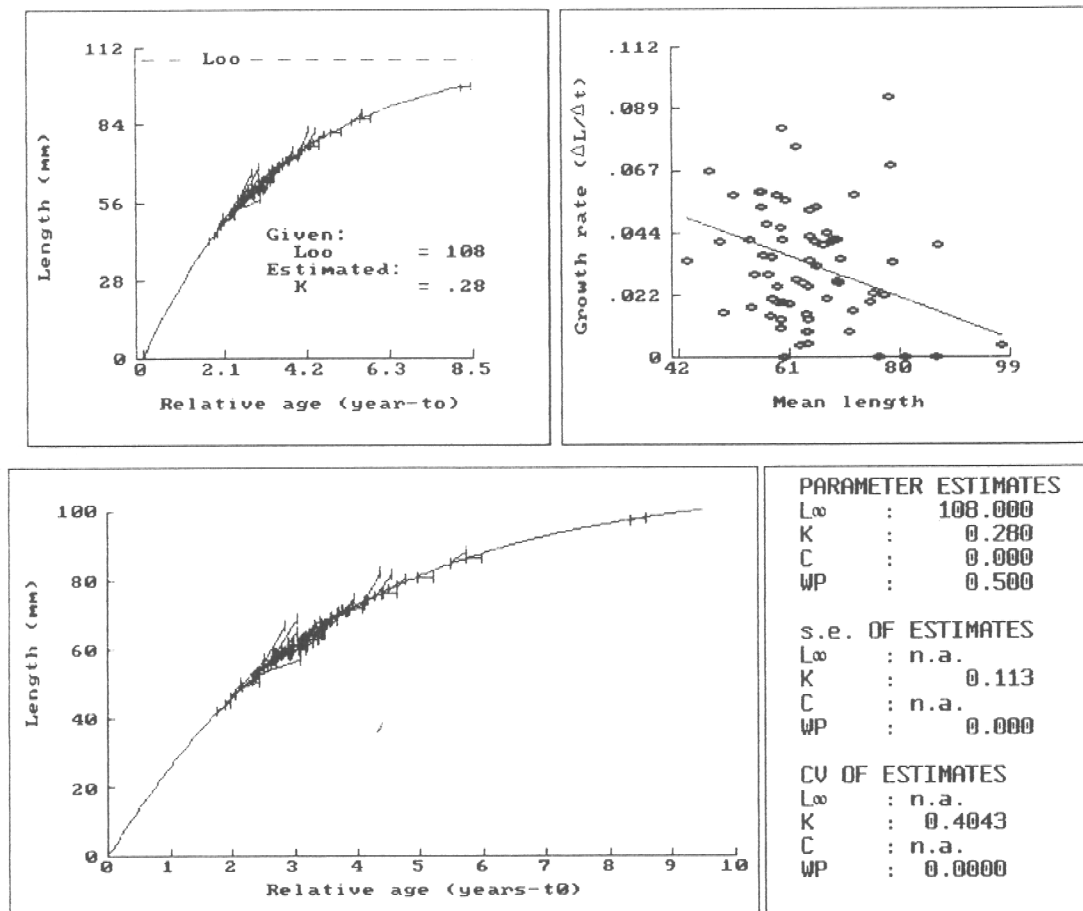 112
84
56
28
0
Length (mm)
Loo
Given:
Loo = 108
Estimated:
K = .28
0 2.1 4.2 6.3 8.5
Relative age (year-to)
.112
.089
.067
.044
.022
0
Growth rate (ΔL/Δt)
42 61 80 99
Mean length
100
80
60
40
20
0
Length (mm)
0 1 2 3 4 5 6 7 8 9 10
Relative age (years-t0)
PARAMETER ESTIMATES
L∞ : 108.000
K : 0.280
C : 0.000
WP : 0.500
s.e. OF ESTIMATES
L∞ : n.a.
K : 0.113
C : n.a.
WP : 0.000
CV OF ESTIMATES
L∞ : n.a.
K : 0.4043
C : n.a.
WP : 0.0000